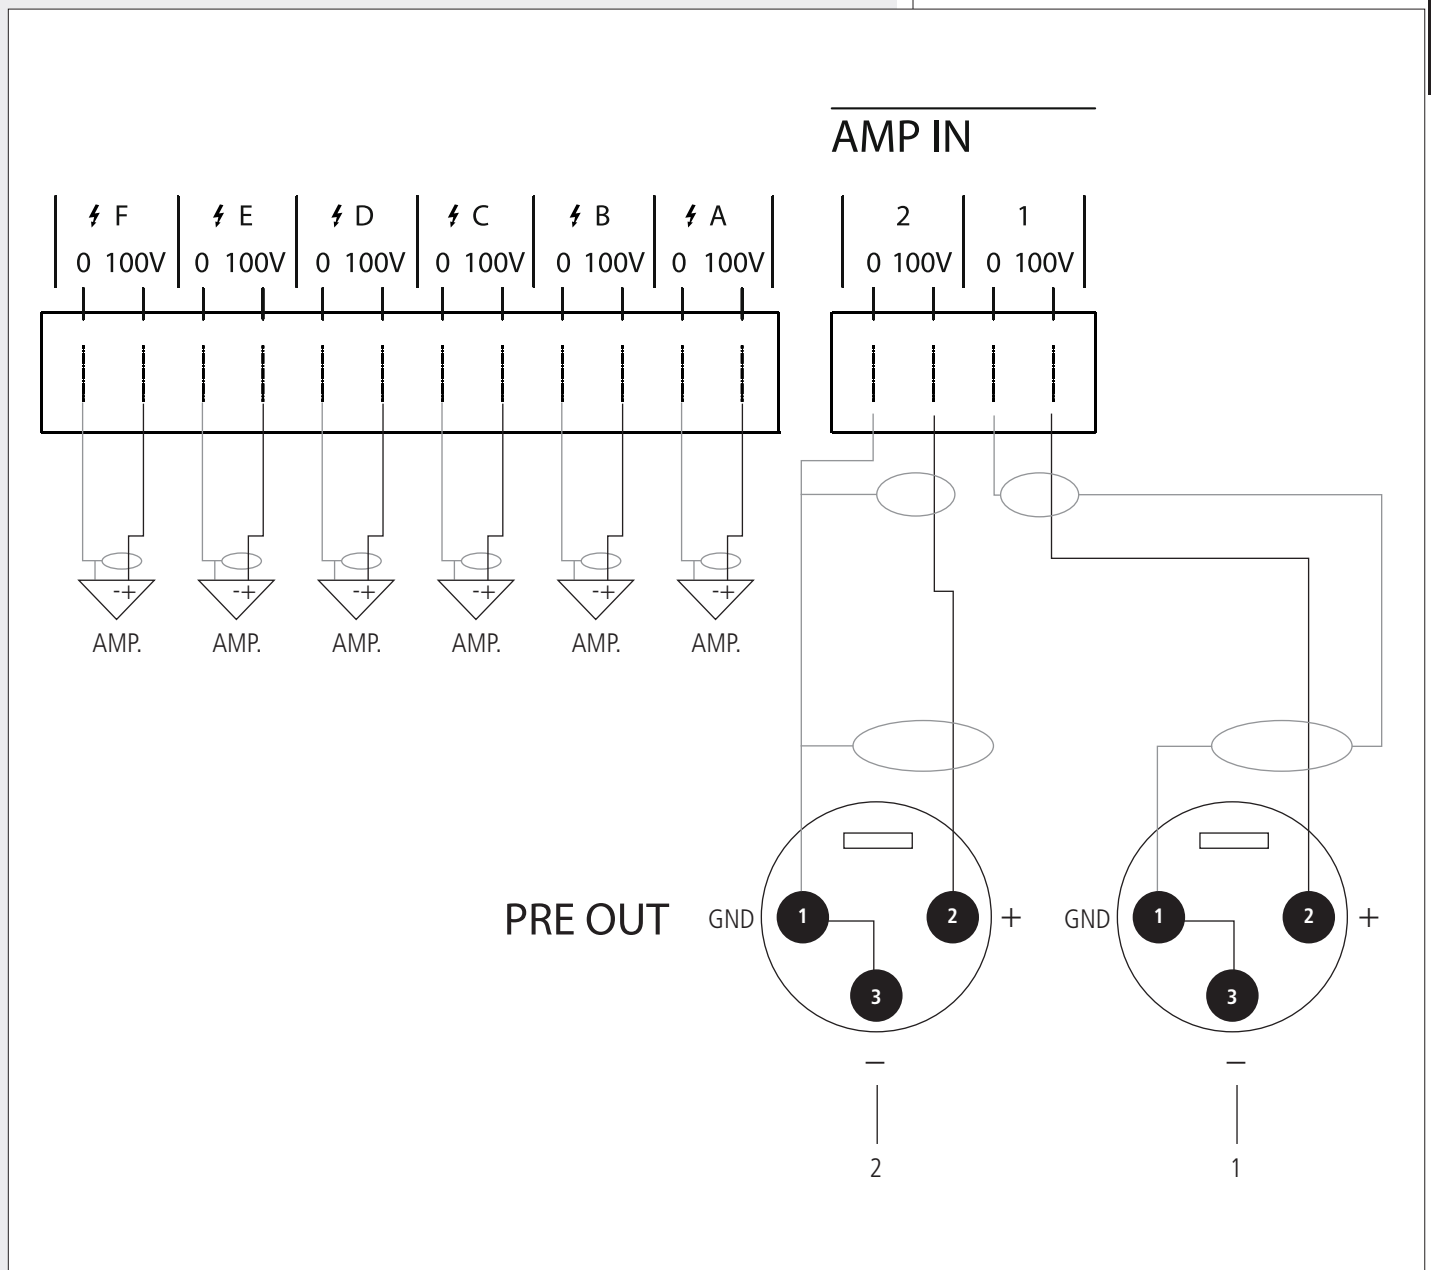 AMP IN
F E D C B A 2 1
0 100V 0 100V 0 100V 0 100V 0 100V 0 100V 0 100V 0 100V
-+ -+ -+ -+ -+ -+
AMP. AMP. AMP. AMP. AMP. AMP.
PRE OUT GND 1 2 + GND 1 2 +
3 3
– –
2 1